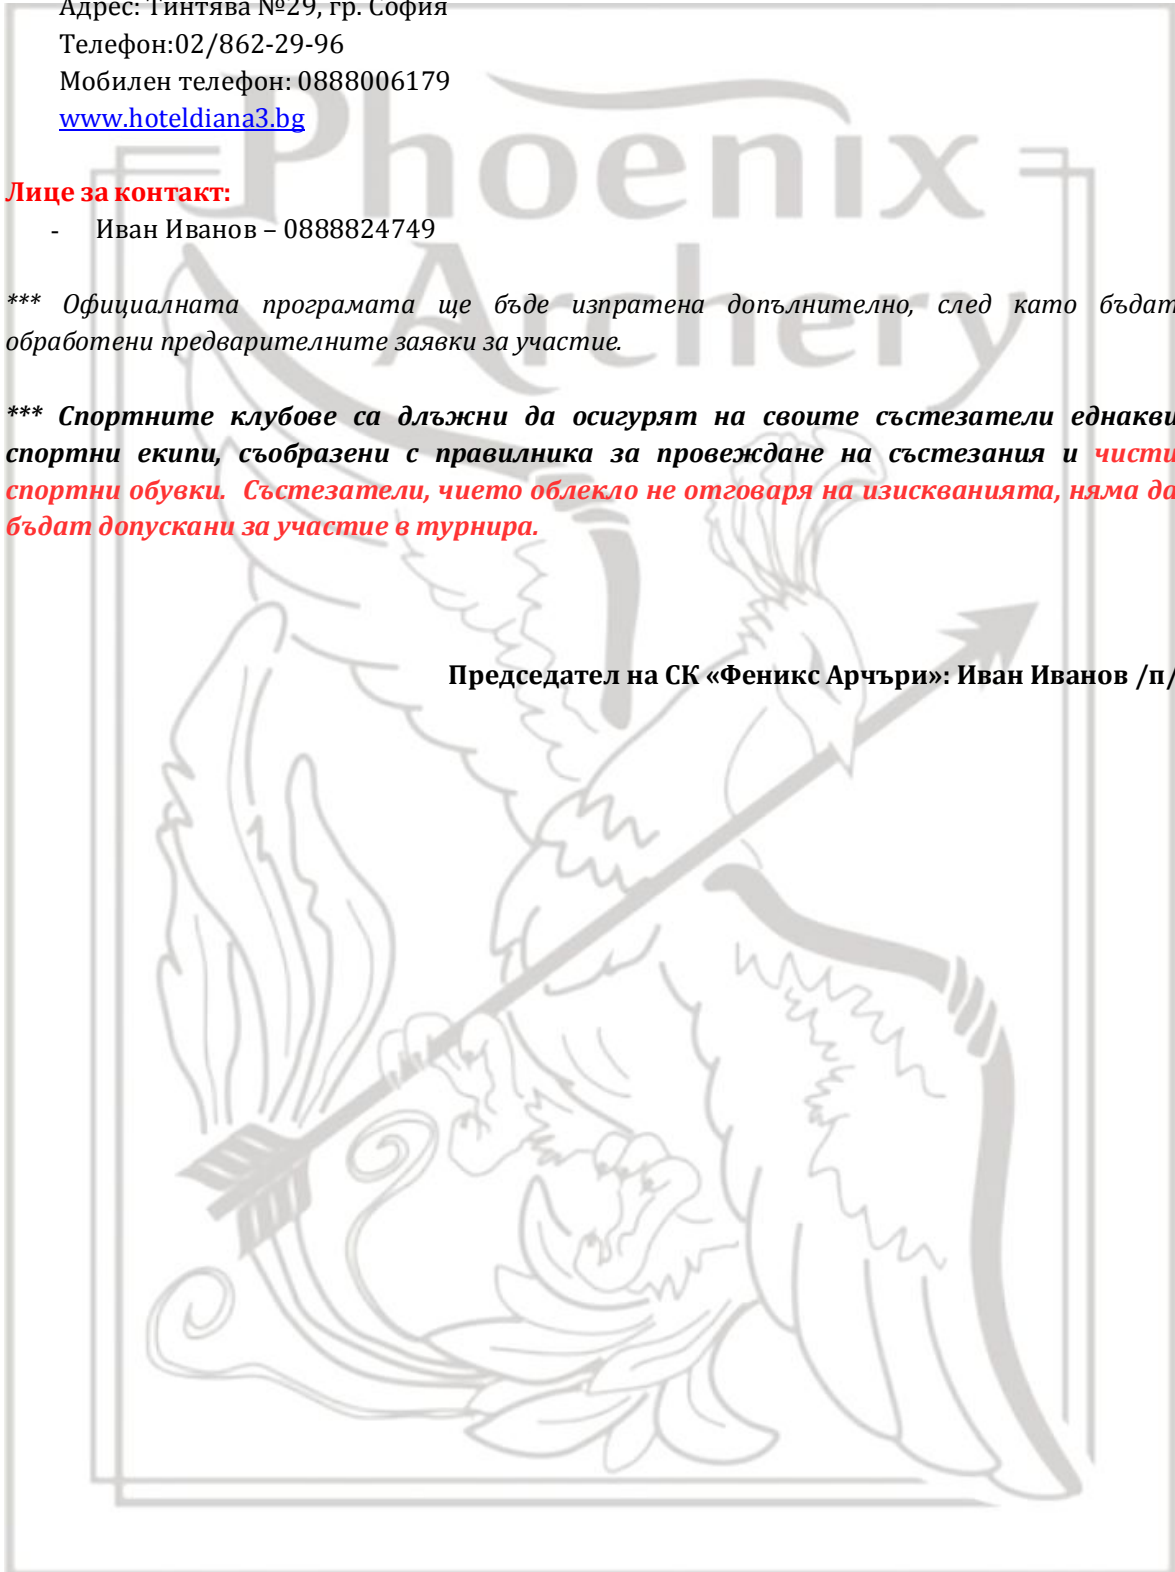 Адрес: Тинтява №29, гр. София
Телефон:02/862-29-96
Мобилен телефон: 0888006179
www.hoteldiana3.bg
Phoenix
Archery
Лице за контакт:
- Иван Иванов – 0888824749
*** Официалната програмата ще бъде изпратена допълнително, след като бъдат
обработени предварителните заявки за участие.
*** Спортните клубове са длъжни да осигурят на своите състезатели еднакви
спортни екипи, съобразени с правилника за провеждане на състезания и чисти
спортни обувки. Състезатели, чието облекло не отговаря на изискванията, няма да
бъдат допускани за участие в турнира.
Председател на СК «Феникс Арчъри»: Иван Иванов /п/